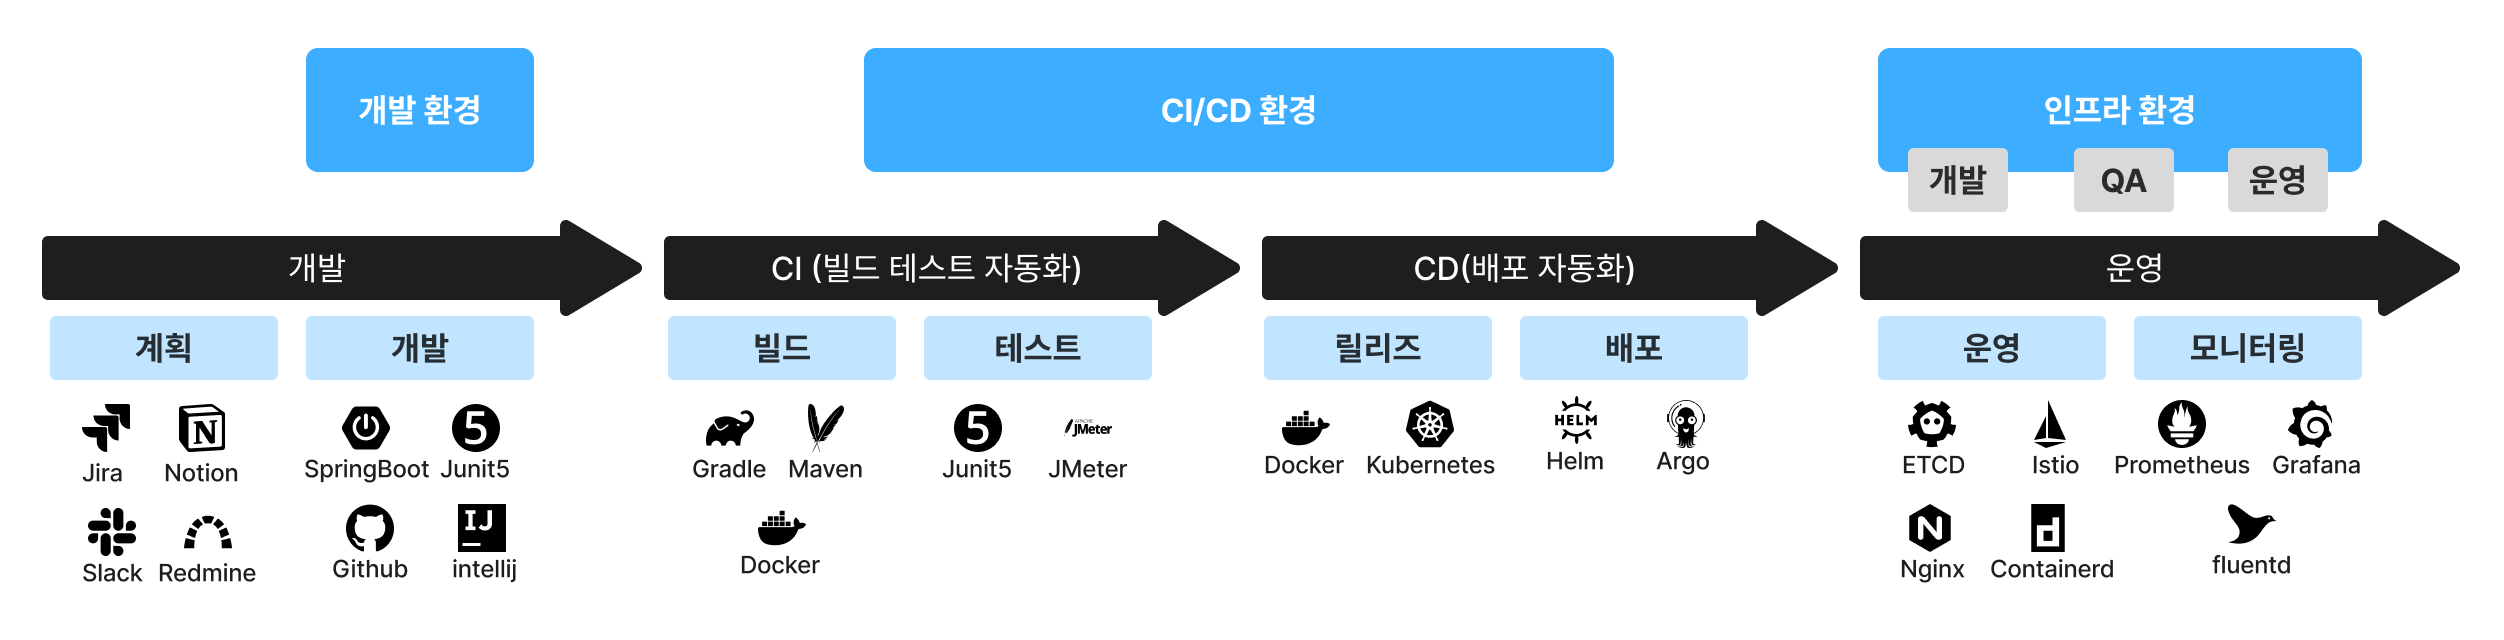 개발 환경
CI/CD 환경
인프라 환경
개발
QA
운영
개발
CI (빌드 테스트 자동화)
CD(배포 자동화)
운영
계획
개발
빌드
테스트
릴리즈
배포
운영
모니터링
Jira
Notion
SpringBoot
Junit5
Gradle
Maven
Junit5
APACHE
JMeter
JMeter
Docker
Kubernetes
HELM
Helm
Argo
ETCD
Istio
Prometheus
Grafana
Slack
Redmine
Github
IJ
intellij
Docker
Nginx
Containerd
fluentd